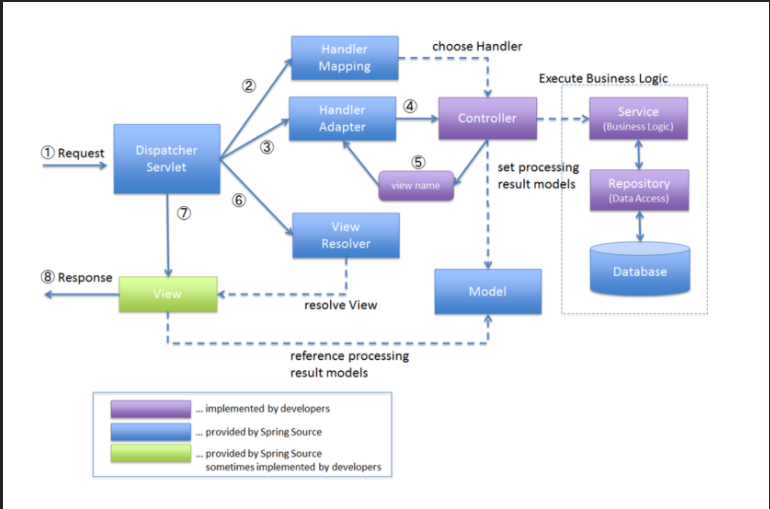 Handler
Mapping
choose Handler
②
Execute Business Logic
Handler
Adapter
④
Controller
Service
(Business Logic)
① Request
Dispatcher
Servlet
③
⑤
view name
set processing
result models
Repository
(Data Access)
⑥
⑦
View
Resolver
Database
⑧ Response
View
resolve View
Model
reference processing
result models
... implemented by developers
... provided by Spring Source
... provided by Spring Source
sometimes implemented by developers